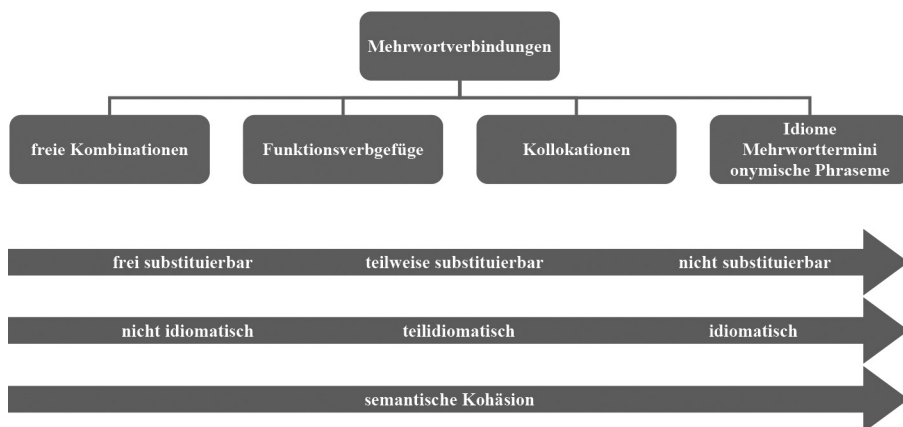 Mehrwortverbindungen
freie Kombinationen
Funktionsverbgefüge
Kollokationen
Idiome
Mehrworttermini
onymische Phraseme
frei substituierbar teilweise substituierbar nicht substituierbar
nicht idiomatisch teilidiomatisch idiomatisch
semantische Kohäsion